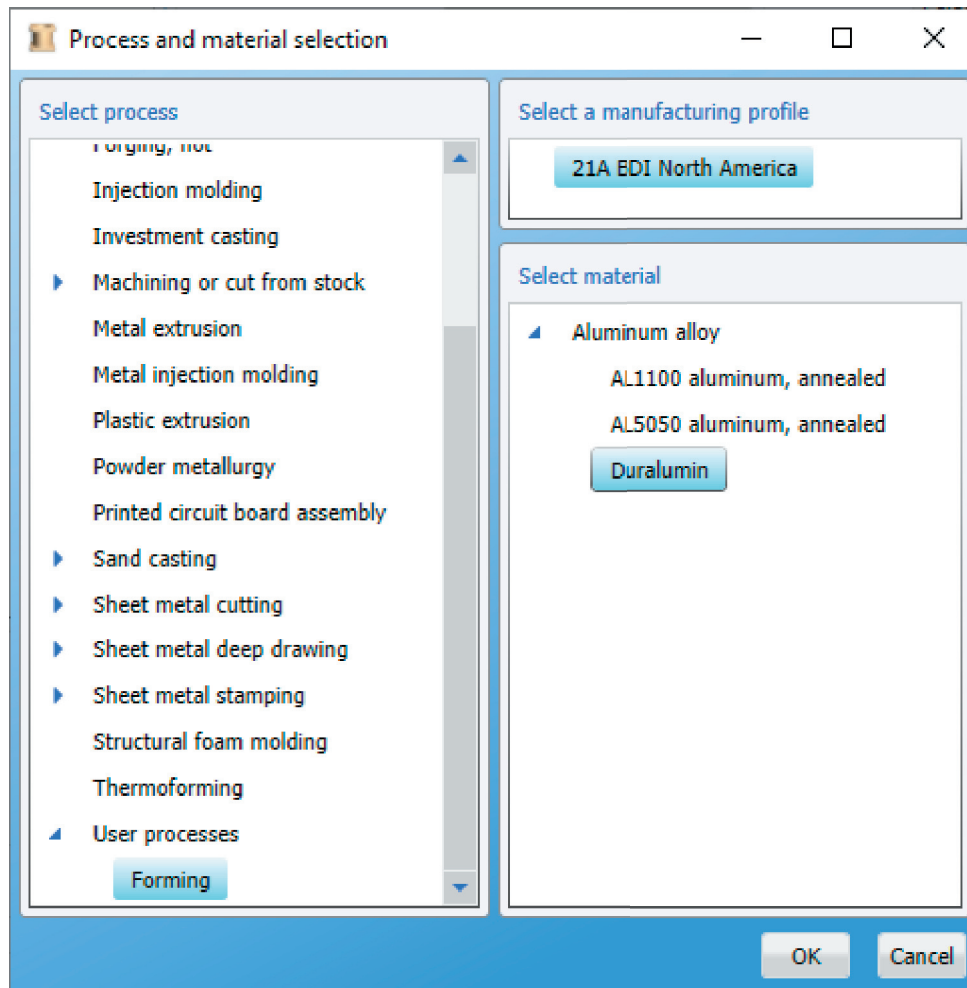 Process and material selection
Select process
Forging, hot
Injection molding
Investment casting
Machining or cut from stock
Metal extrusion
Metal injection molding
Plastic extrusion
Powder metallurgy
Printed circuit board assembly
Sand casting
Sheet metal cutting
Sheet metal deep drawing
Sheet metal stamping
Structural foam molding
Thermoforming
User processes
Forming
Select a manufacturing profile
21A EDI North America
Select material
Aluminum alloy
AL1100 aluminum, annealed
AL5050 aluminum, annealed
Duralumin
OK
Cancel